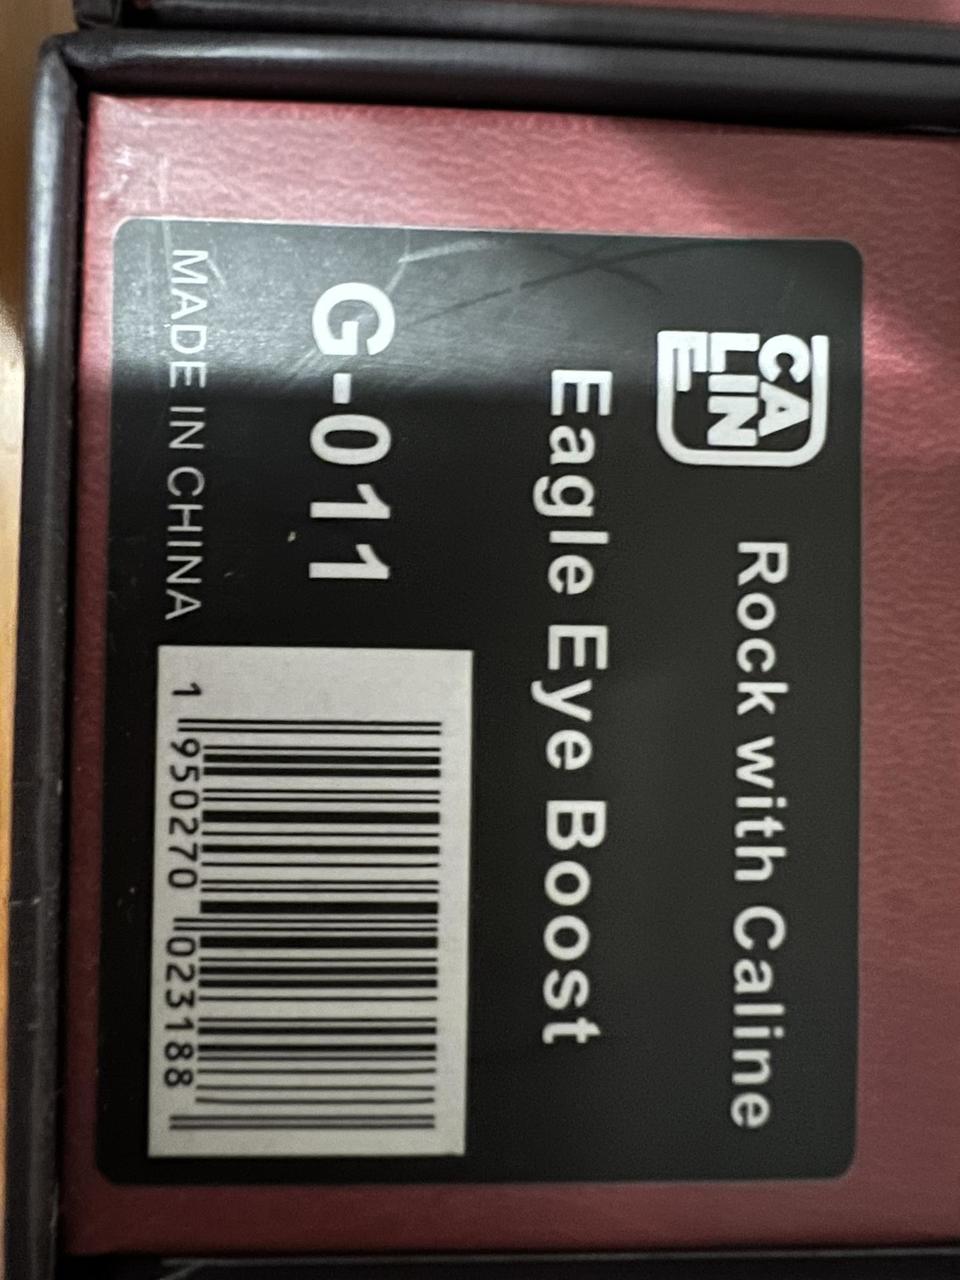 CA
LIN
E
Rock with Caline
Eagle Eye Boost
G-011
MADE IN CHINA
1 950270 023188